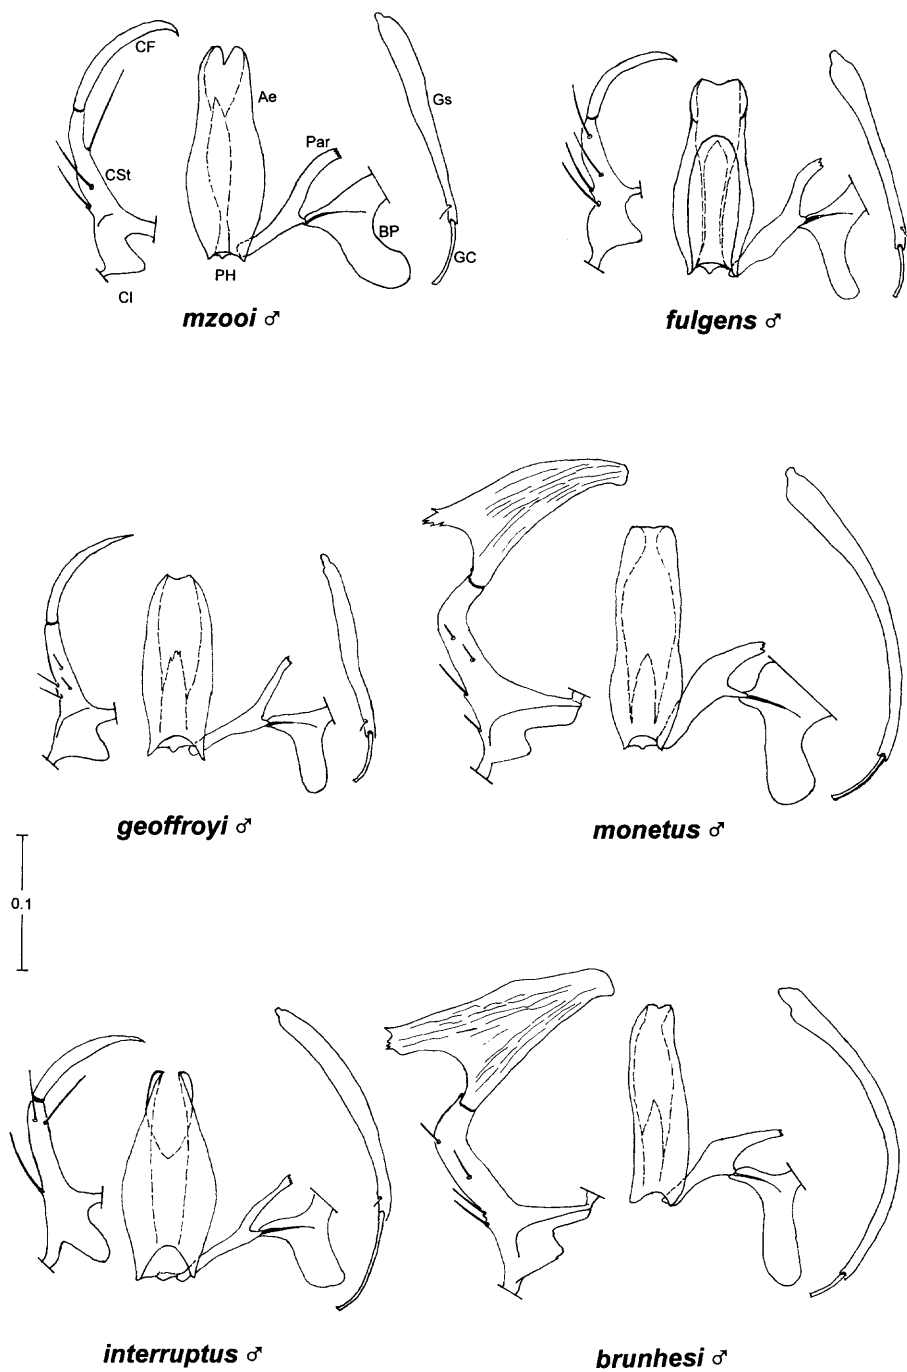 CF
Ae
Gs
Par
CSt
BP
GC
PH
Cl
mzooi ♂
fulgens ♂
geoffroyi ♂
monetus ♂
0.1
interruptus ♂
brunhesi ♂